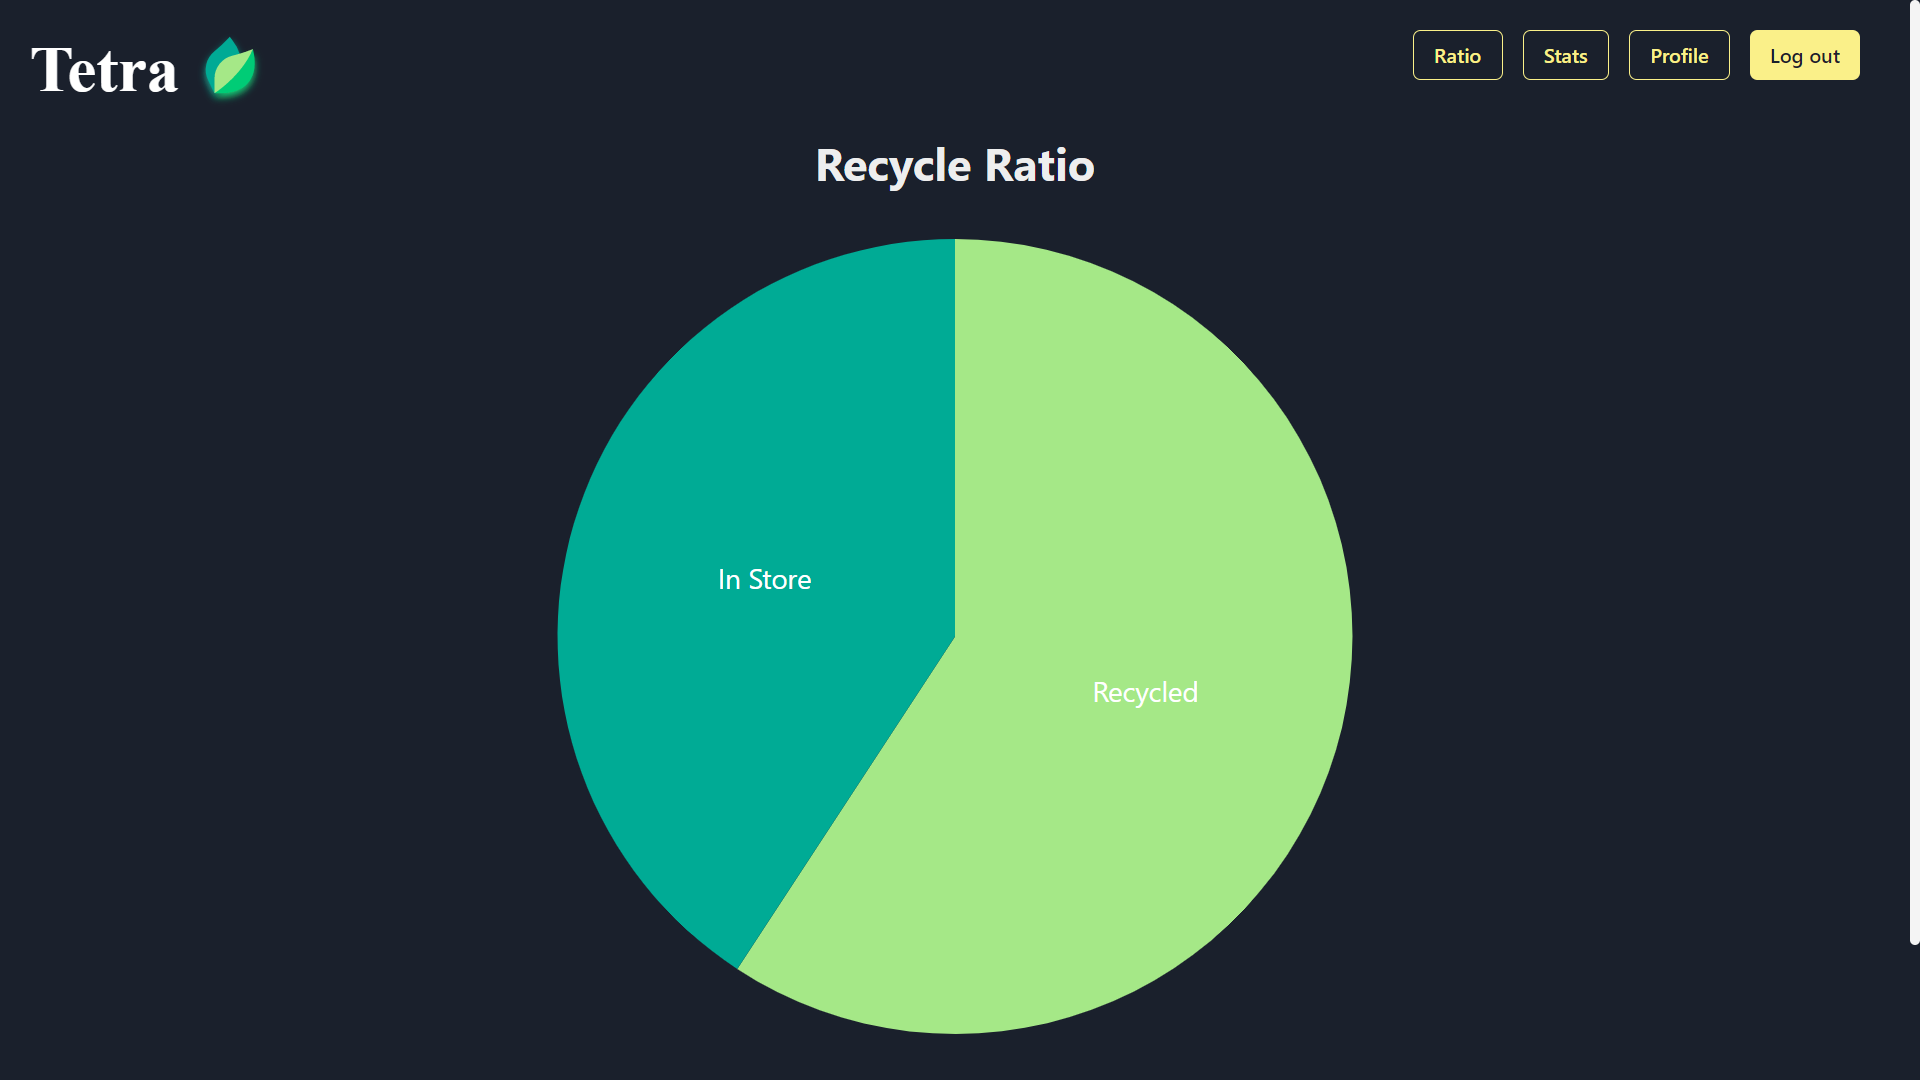 Tetra
Ratio
Stats
Profile
Log out
Recycle Ratio
In Store
Recycled